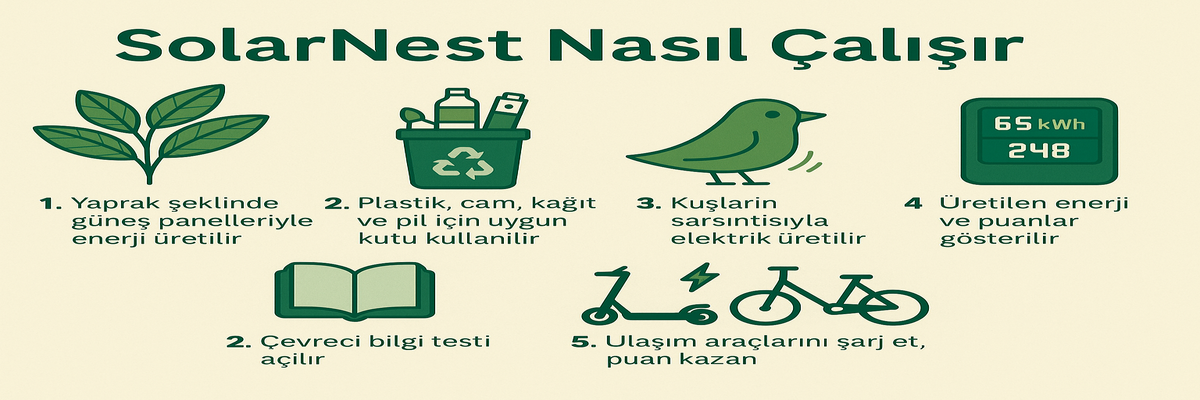 SolarNest Nasıl Çalışır
1. Yaprak şeklinde
güneş panelleriyle
enerji üretilir
2. Plastik, cam, kağıt
ve pil için uygun
kutu kullanilir
3. Kuşlarin
sarsıntisıyla
elektrik üretilir
65 kWh
248
4 Üretilen enerji
ve puanlar
gösterilir
2. Çevreci bilgi testi
açilır
5. Ulaşım araçlarını şarj et,
puan kazan